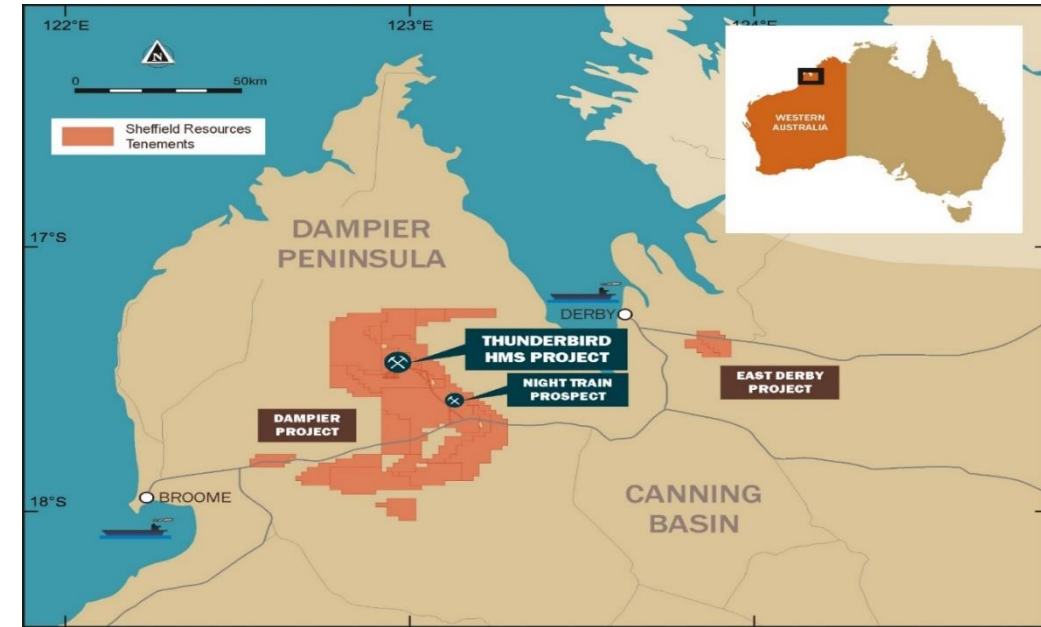 122°E
123°E
124°E
N
0
50km
Sheffield Resources
Tenements
WESTERN
AUSTRALIA
17°S
DAMPIER
PENINSULA
DERBY
THUNDERBIRD
HMS PROJECT
NIGHT TRAIN
PROSPECT
EAST DERBY
PROJECT
DAMPIER
PROJECT
BROOME
18°S
CANNING
BASIN